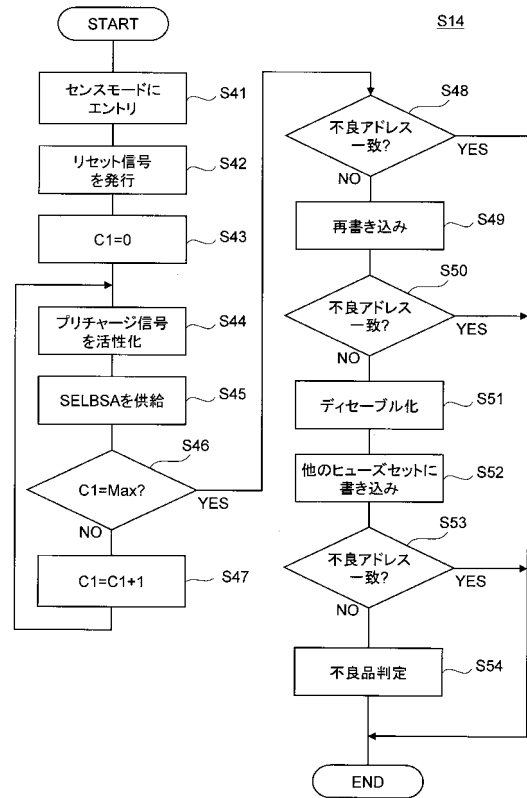 S14
START
センスモードに
エントリ
S41
リセット信号
を発行
S42
C1=0
S43
プリチャージ信号
を活性化
S44
SELBSAを供給
S45
C1=Max?
S46
YES
NO
C1=C1+1
S47
不良アドレス
一致?
S48
YES
NO
再書き込み
S49
不良アドレス
一致?
S50
YES
NO
ディセーブル化
S51
他のヒューズセットに
書き込み
S52
不良アドレス
一致?
S53
YES
NO
不良品判定
S54
END